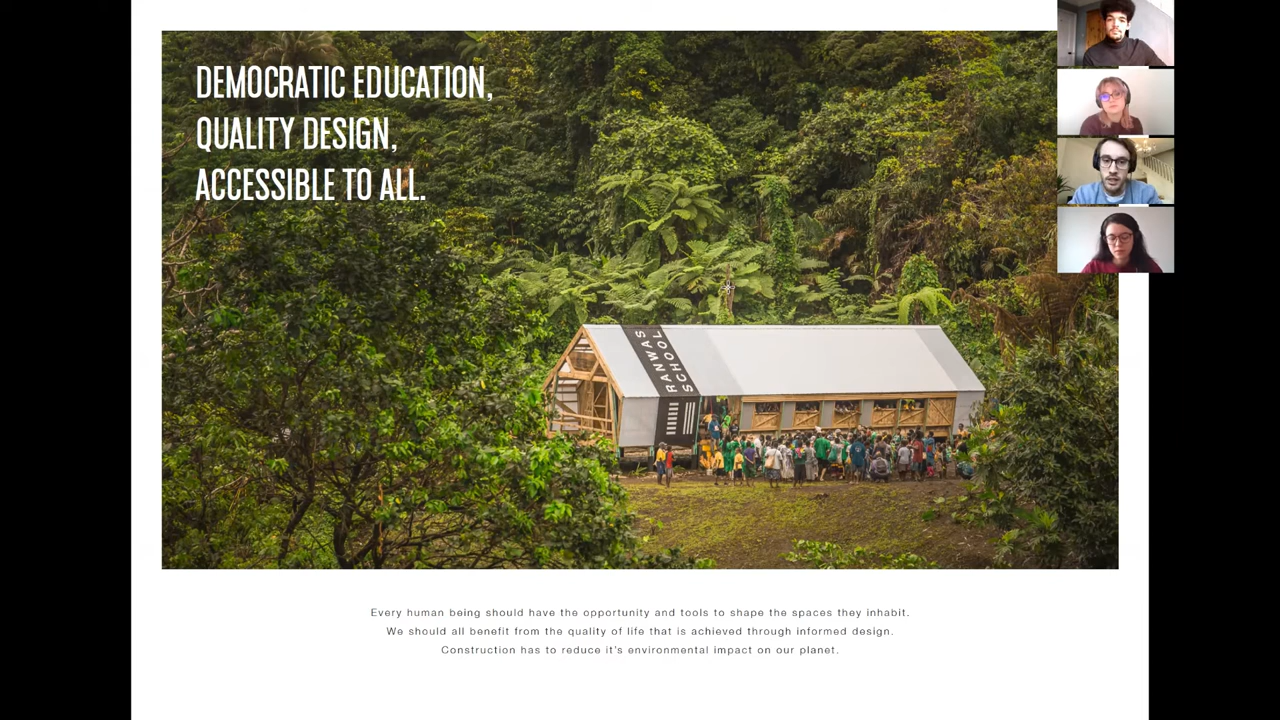 DEMOCRATIC EDUCATION,
QUALITY DESIGN,
ACCESSIBLE TO ALL.
RANWAS
SCHOOL
Every human being should have the opportunity and tools to shape the spaces they inhabit.
We should all benefit from the quality of life that is achieved through informed design.
Construction has to reduce it's environmental impact on our planet.